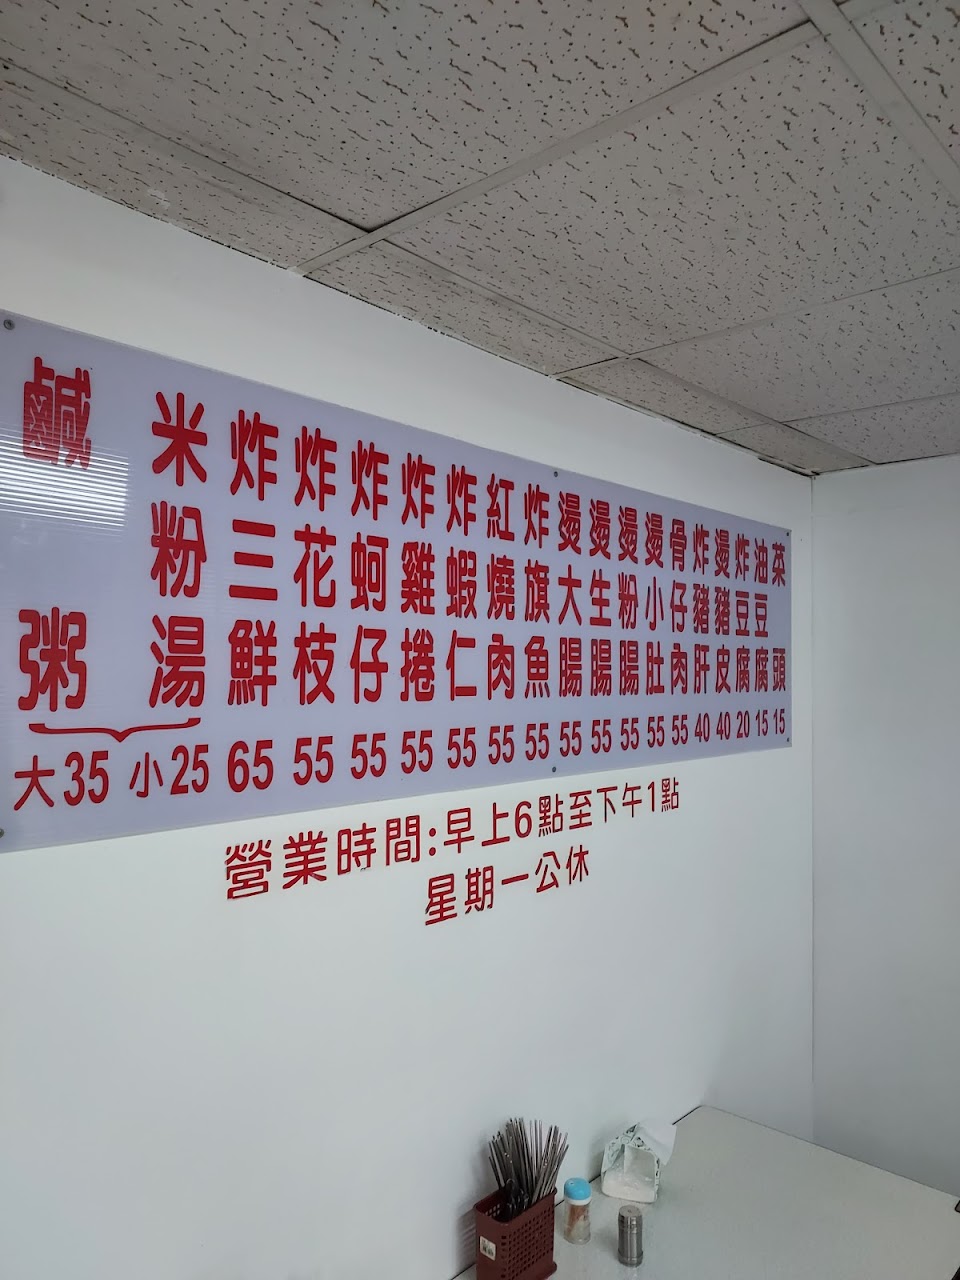 鹹粥
米粉湯
大35 小25
炸三鮮 65
炸花枝 55
炸蚵仔 55
炸雞捲 55
炸蝦仁 55
紅燒肉 55
炸旗魚 55
燙大腸 55
燙生腸 55
燙粉腸 55
燙小肚 55
骨仔肉 55
炸豬肝 40
燙豬皮 40
炸豆腐 20
油豆腐 15
菜頭 15
營業時間:早上6點至下午1點
星期一公休